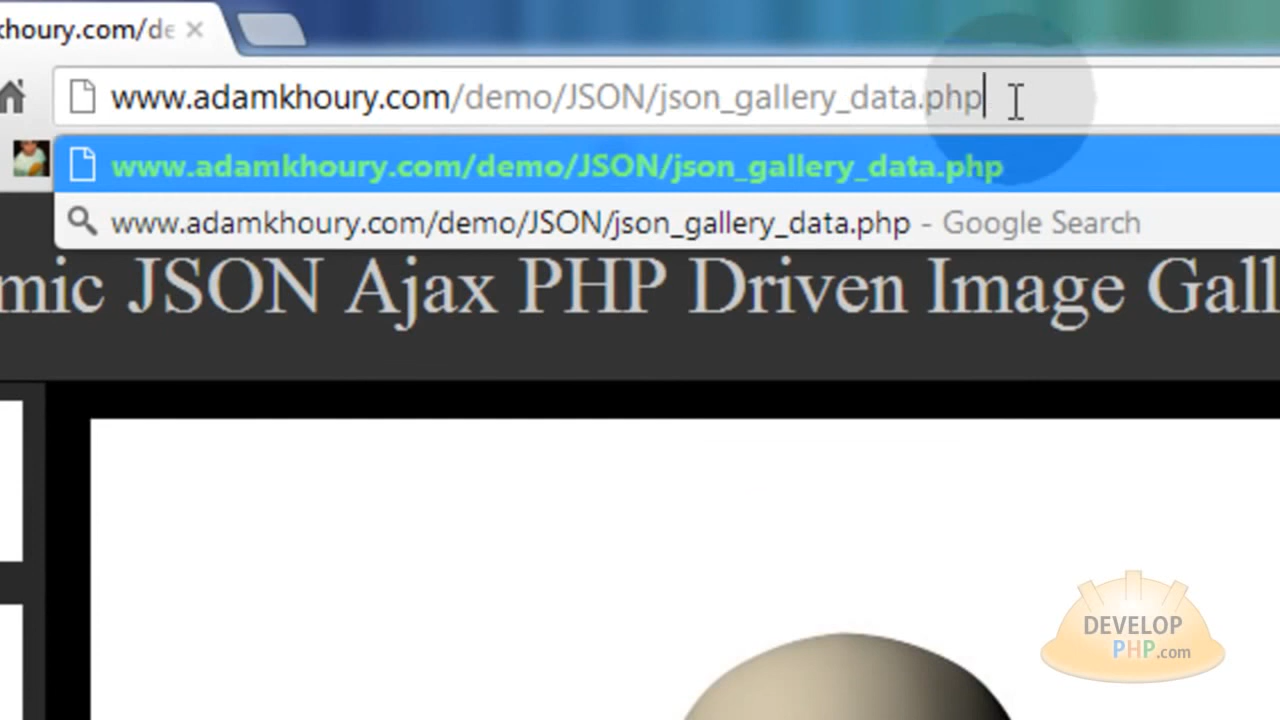 khoury.com/de
www.adamkhoury.com/demo/JSON/json_gallery_data.php
www.adamkhoury.com/demo/JSON/json_gallery_data.php
www.adamkhoury.com/demo/JSON/json_gallery_data.php - Google Search
mic JSON Ajax PHP Driven Image Gall
DEVELOP
PHP.com